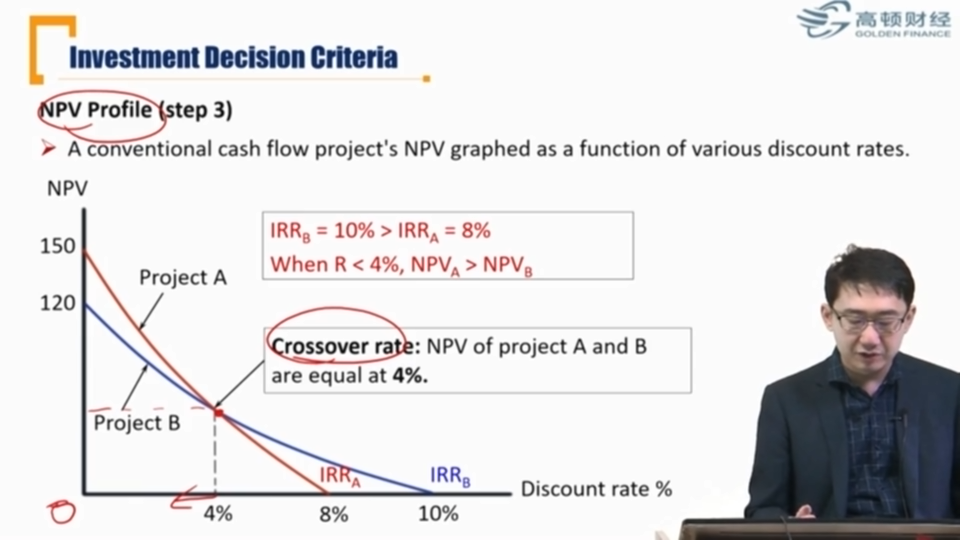 高顿财经
GOLDEN FINANCE
Investment Decision Criteria
NPV Profile (step 3)
➤ A conventional cash flow project's NPV graphed as a function of various discount rates.
NPV
150
120
Project A
Project B
IRR_B = 10% > IRR_A = 8%
When R < 4%, NPV_A > NPV_B
Crossover rate: NPV of project A and B
are equal at 4%.
IRR_A
IRR_B
Discount rate %
0
4%
8%
10%